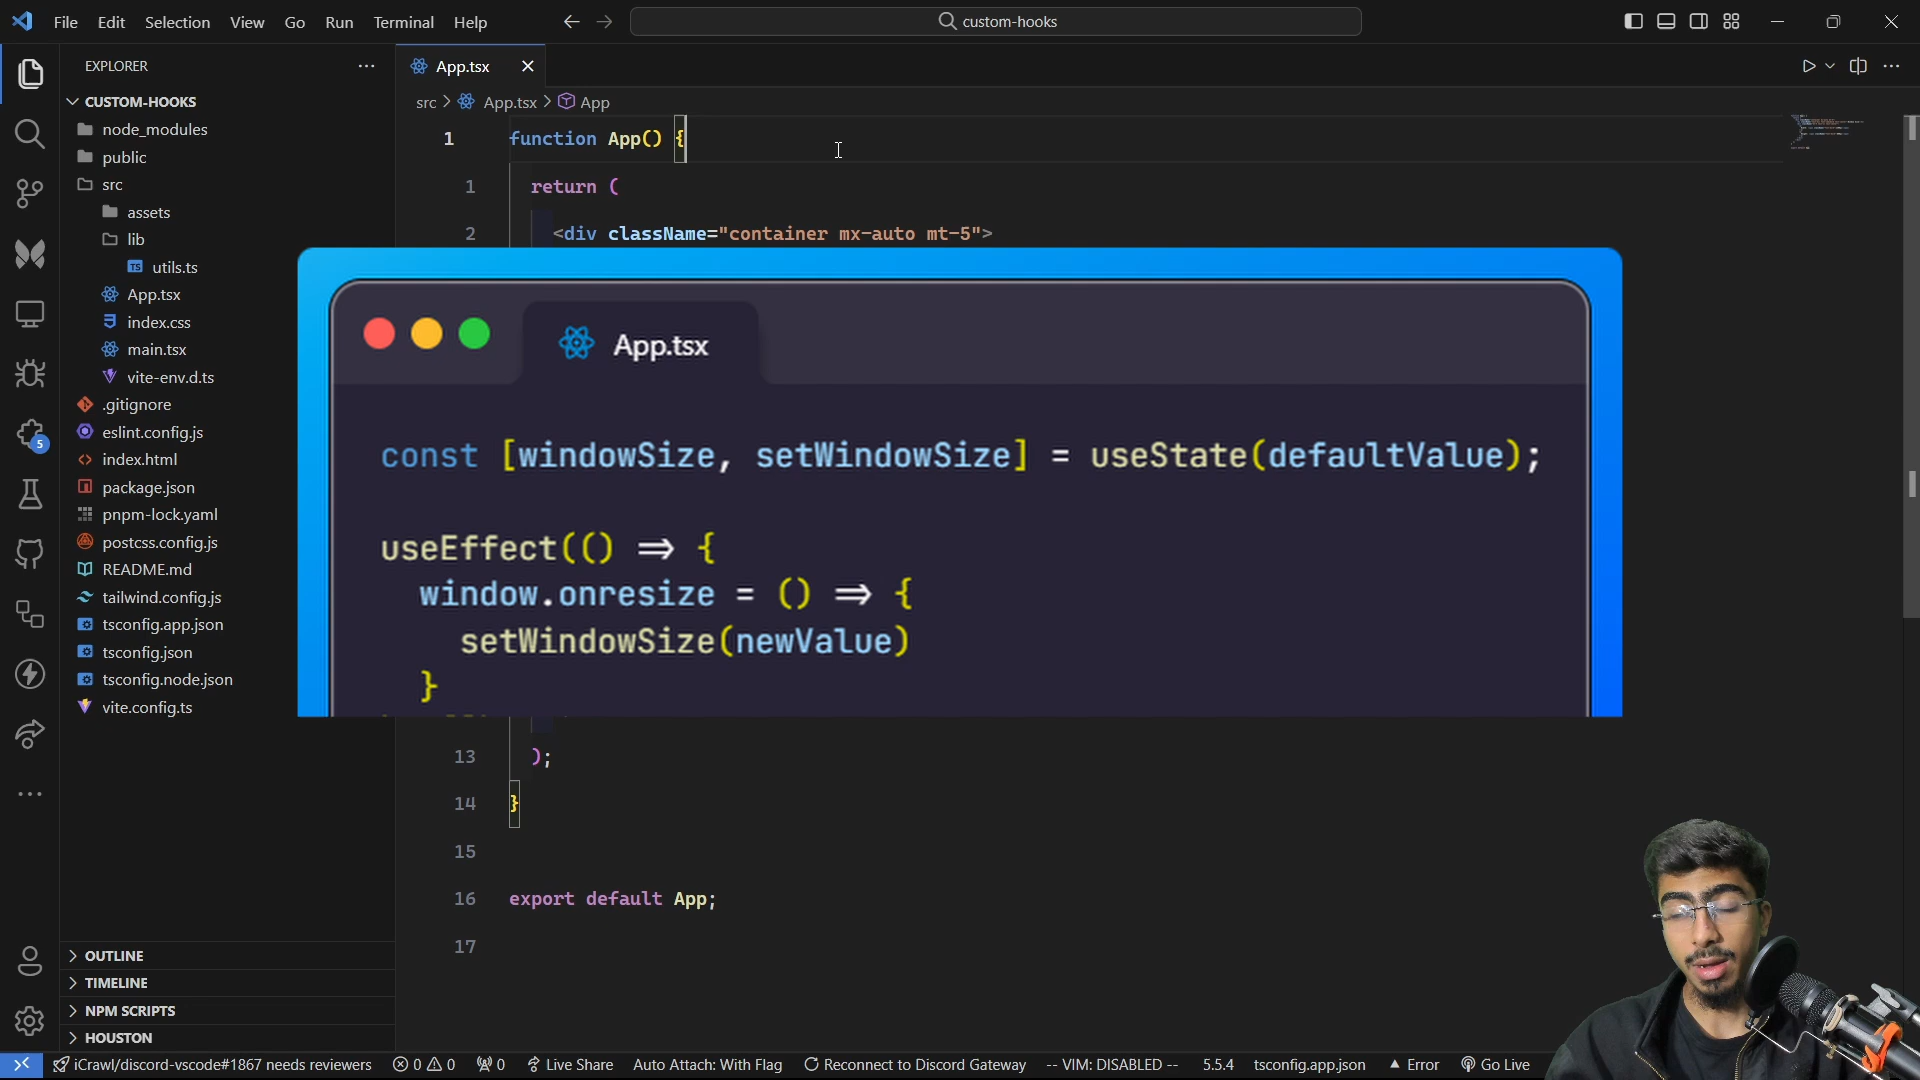 File Edit Selection View Go Run Terminal Help
custom-hooks
EXPLORER
CUSTOM-HOOKS
node_modules
public
src
assets
lib
utils.ts
App.tsx
index.css
main.tsx
vite-env.d.ts
.gitignore
eslint.config.js
index.html
package.json
pnpm-lock.yaml
postcss.config.js
README.md
tailwind.config.js
tsconfig.app.json
tsconfig.json
tsconfig.node.json
vite.config.ts
OUTLINE
TIMELINE
NPM SCRIPTS
HOUSTON
5
App.tsx
src > App.tsx > App
1 function App() {
1 return (
2 <div className="container mx-auto mt-5">
App.tsx
const [windowSize, setWindowSize] = useState(defaultValue);
useEffect(() => {
window.onresize = () => {
setWindowSize(newValue)
}
13 );
14 }
15
16 export default App;
17
iCrawl/discord-vscode#1867 needs reviewers 0 0 0 Live Share Auto Attach: With Flag Reconnect to Discord Gateway -- VIM: DISABLED -- 5.5.4 tsconfig.app.json Error Go Live